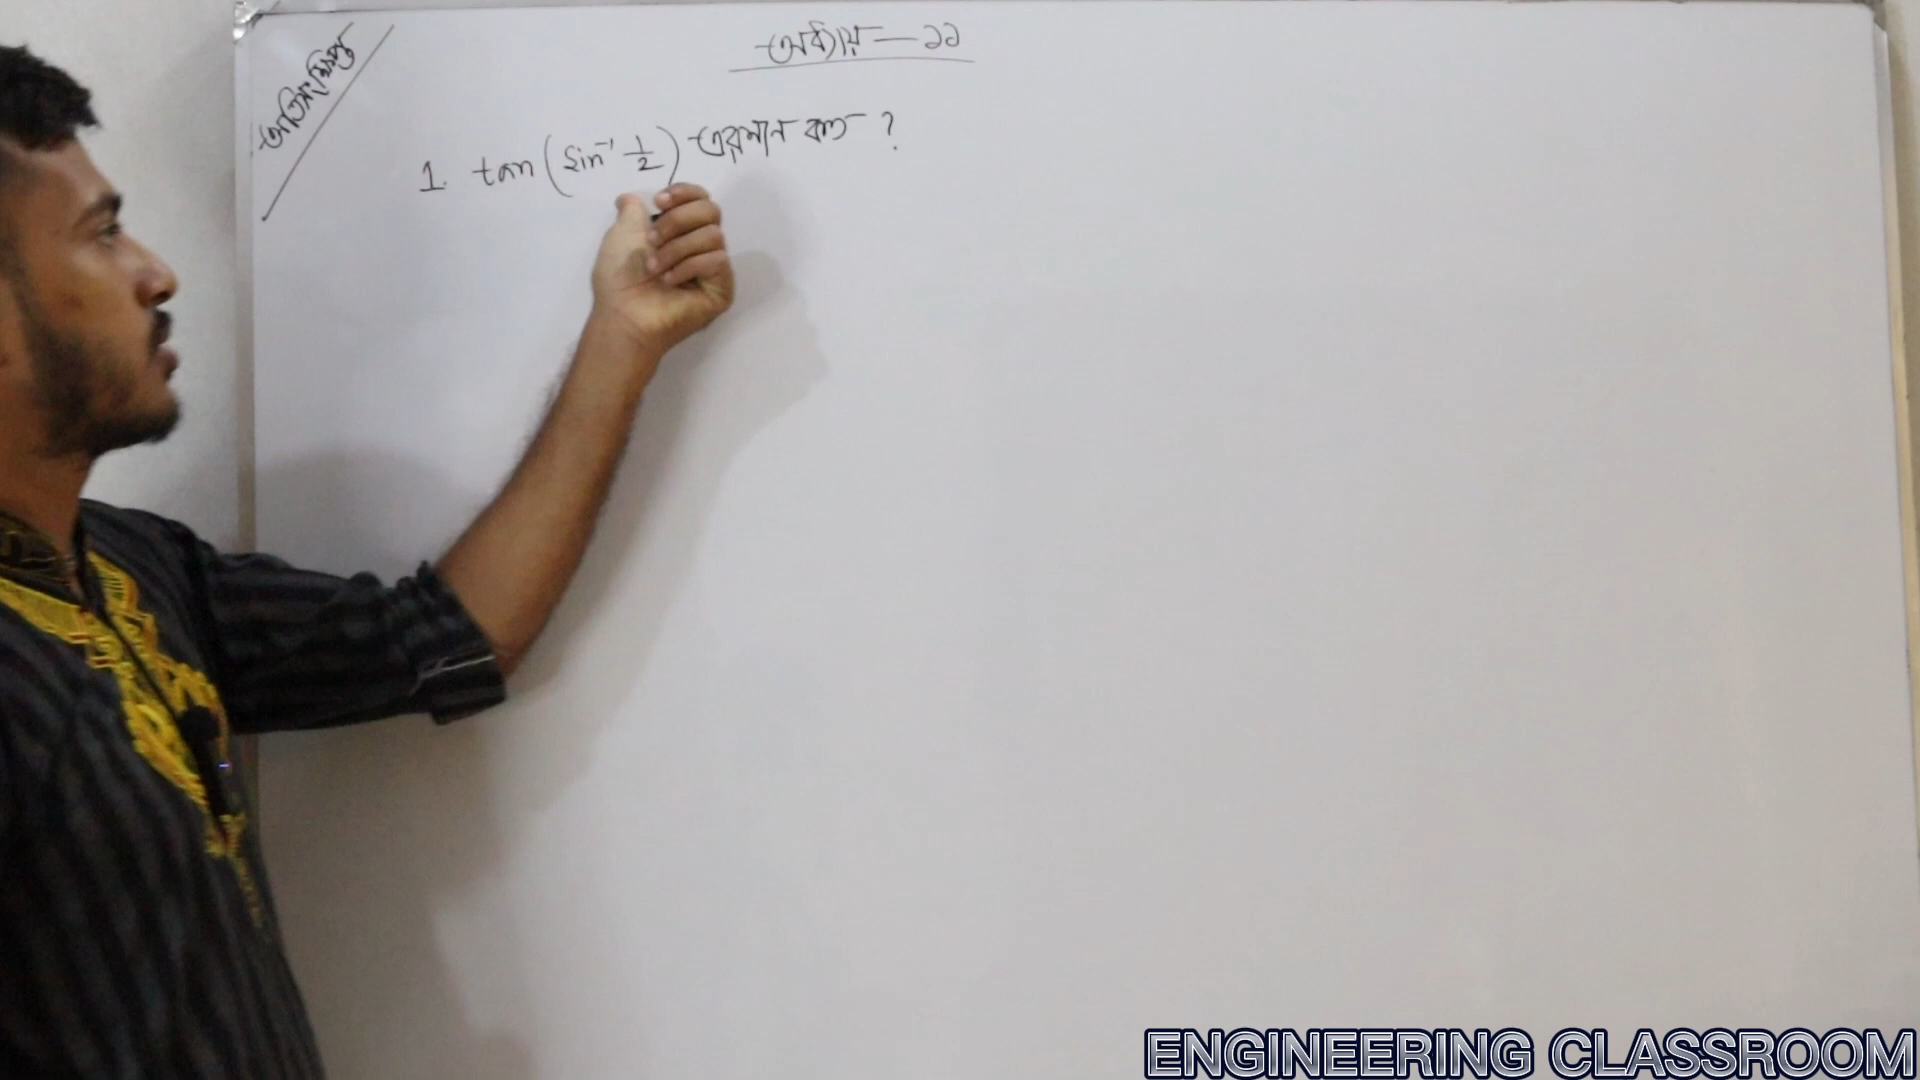 অধ্যায় — ১১
অতিসংক্ষিপ্ত
1. tan (sin⁻¹ 1/2) এর মান কত ?
ENGINEERING CLASSROOM